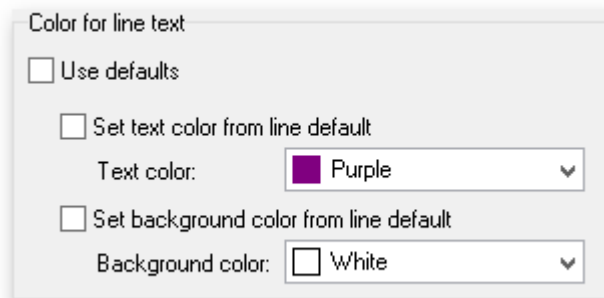 Color for line text
Use defaults
Set text color from line default
Text color: Purple
Set background color from line default
Background color: White